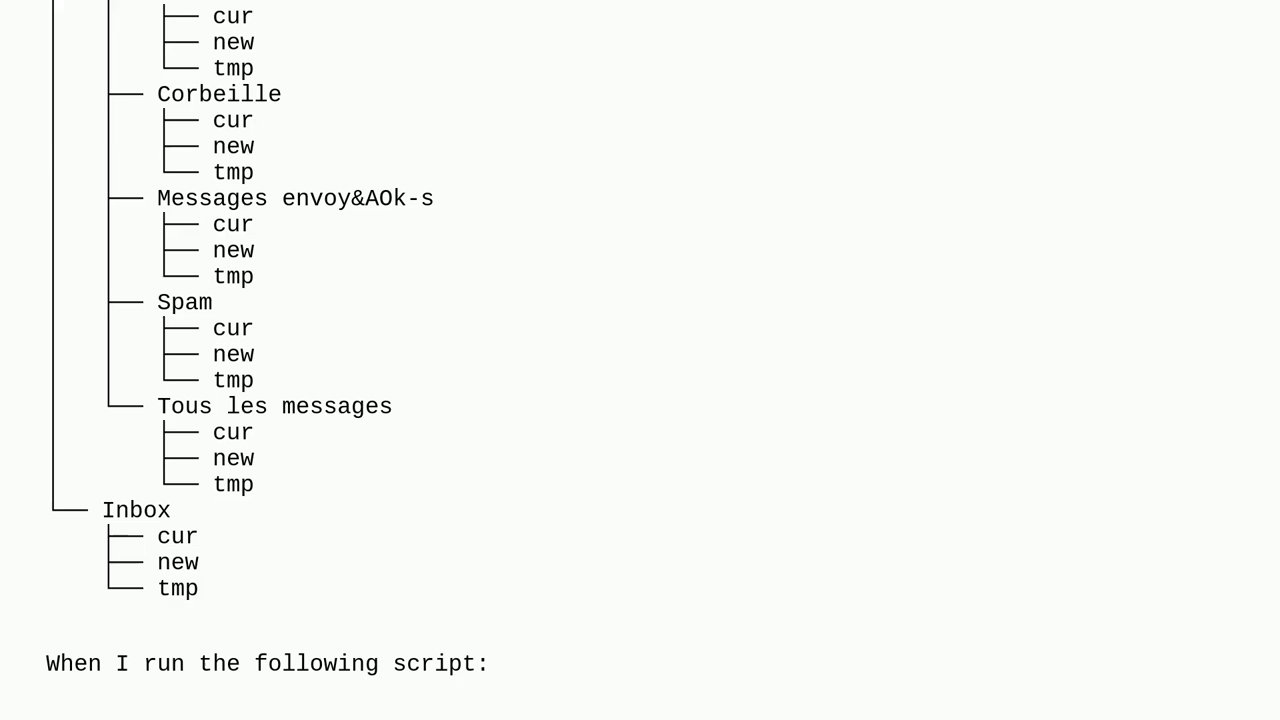 │   │   ├── cur
│   │   ├── new
│   │   └── tmp
│   ├── Corbeille
│   │   ├── cur
│   │   ├── new
│   │   └── tmp
│   ├── Messages envoy&AOk-s
│   │   ├── cur
│   │   ├── new
│   │   └── tmp
│   ├── Spam
│   │   ├── cur
│   │   ├── new
│   │   └── tmp
│   └── Tous les messages
│       ├── cur
│       ├── new
│       └── tmp
└── Inbox
    ├── cur
    ├── new
    └── tmp
When I run the following script: